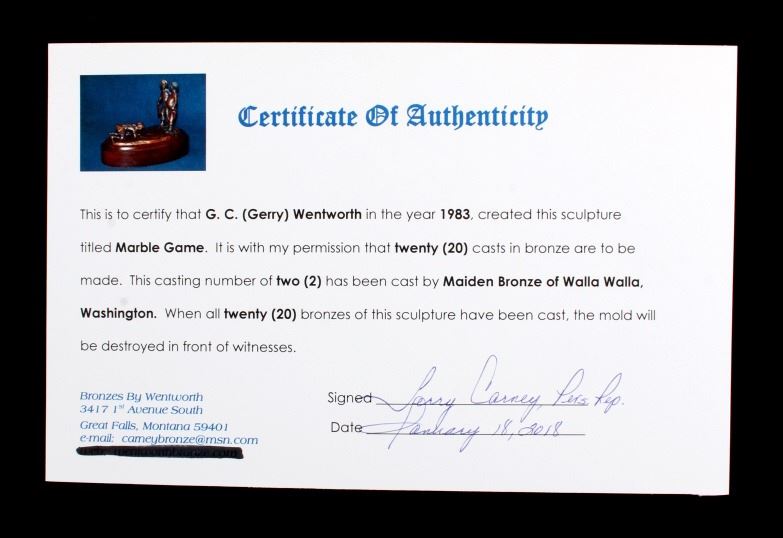 Certificate Of Authenticity
This is to certify that G. C. (Gerry) Wentworth in the year 1983, created this sculpture
titled Marble Game. It is with my permission that twenty (20) casts in bronze are to be
made. This casting number of two (2) has been cast by Maiden Bronze of Walla Walla,
Washington. When all twenty (20) bronzes of this sculpture have been cast, the mold will
be destroyed in front of witnesses.
Bronzes By Wentworth
3417 1st Avenue South
Great Falls, Montana 59401
e-mail: carneybronze@msn.com
Signed Larry Carney, Pers. Rep.
Date January 18, 2018